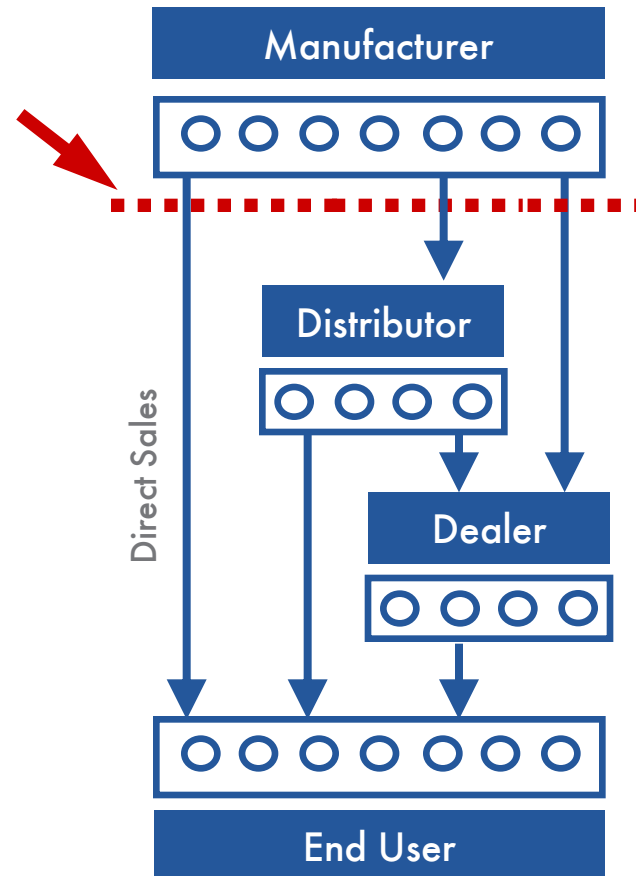 Manufacturer
Distributor
Direct Sales
Dealer
End User